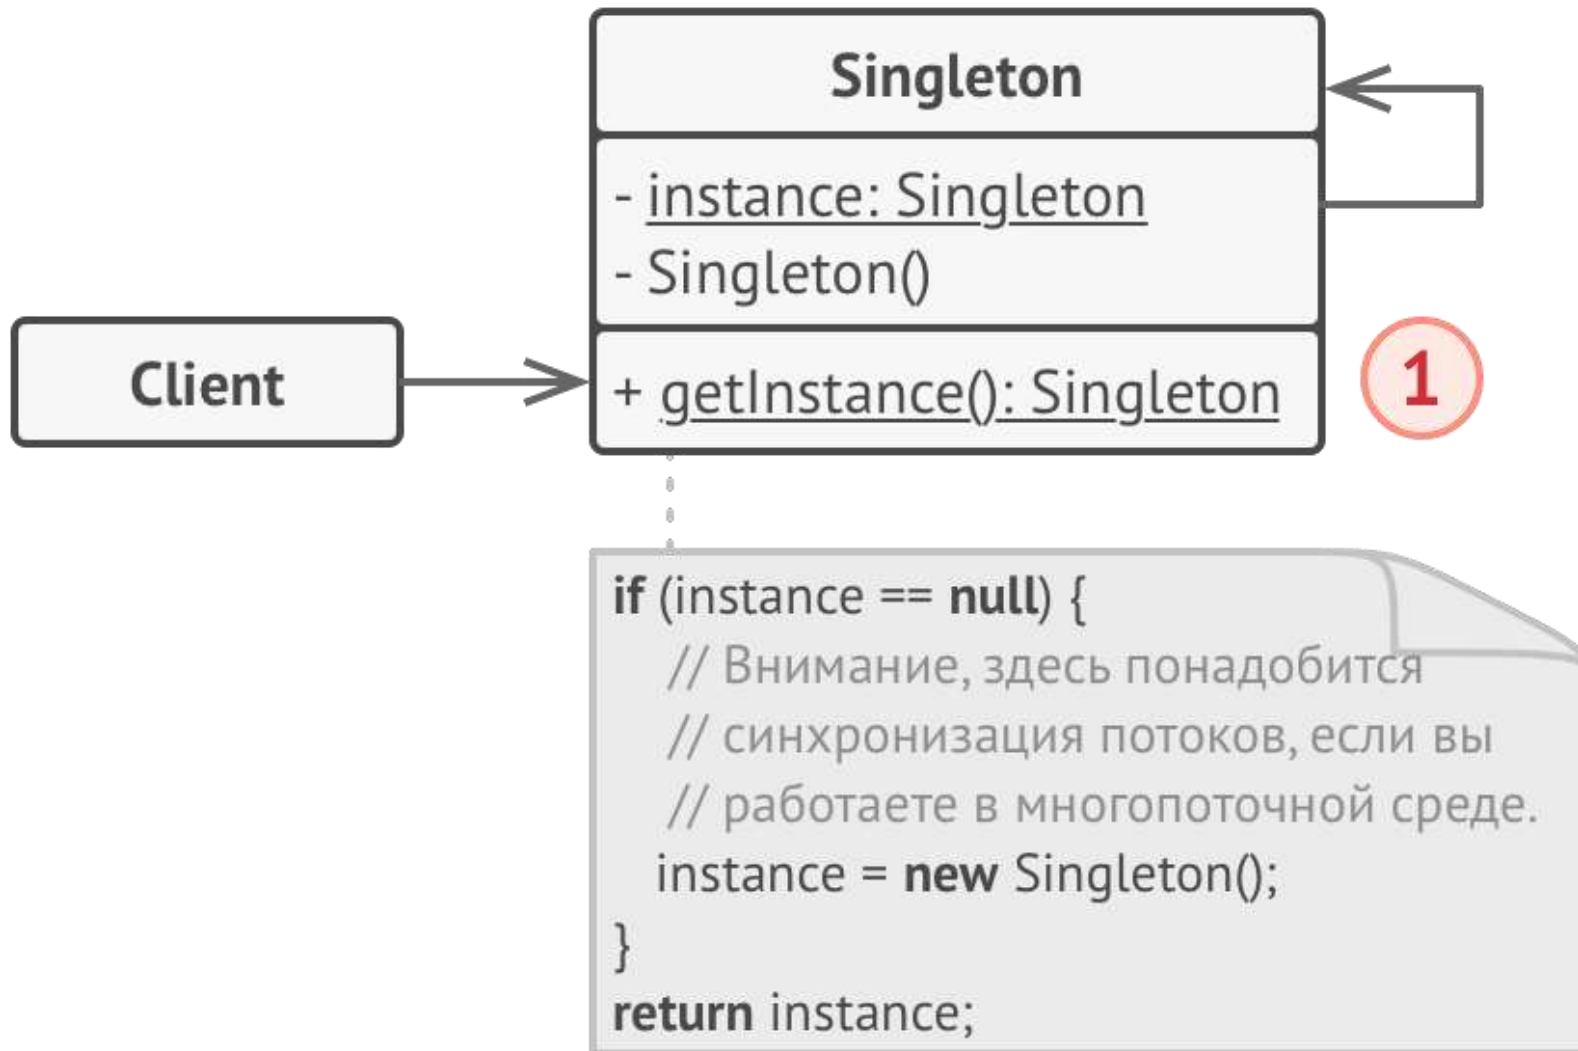 Singleton
- instance: Singleton
- Singleton()
Client
+ getInstance(): Singleton
1
if (instance == null) {
// Внимание, здесь понадобится
// синхронизация потоков, если вы
// работаете в многопоточной среде.
instance = new Singleton();
}
return instance;